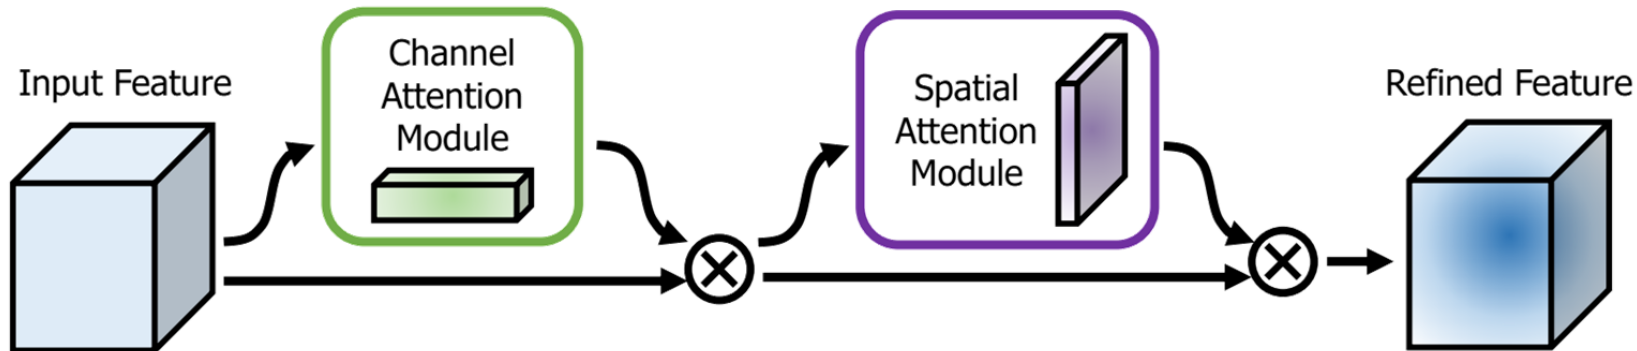 Input Feature
Channel
Attention
Module
Spatial
Attention
Module
Refined Feature